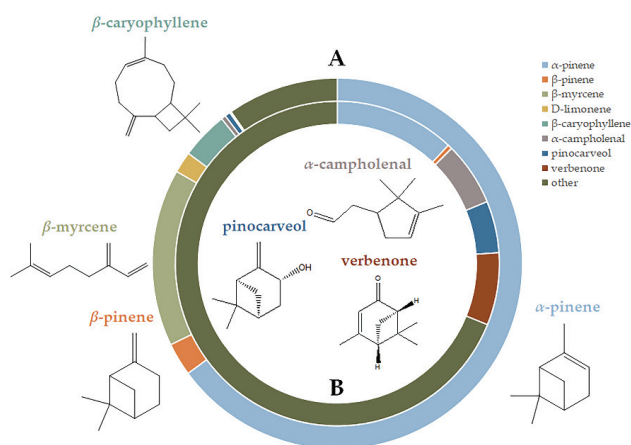 β-caryophyllene
A
α-pinene
β-pinene
β-myrcene
D-limonene
β-caryophyllene
α-campholenal
pinocarveol
verbenone
other
α-campholenal
O
β-myrcene
pinocarveol
OH
verbenone
O
H
H
β-pinene
α-pinene
B